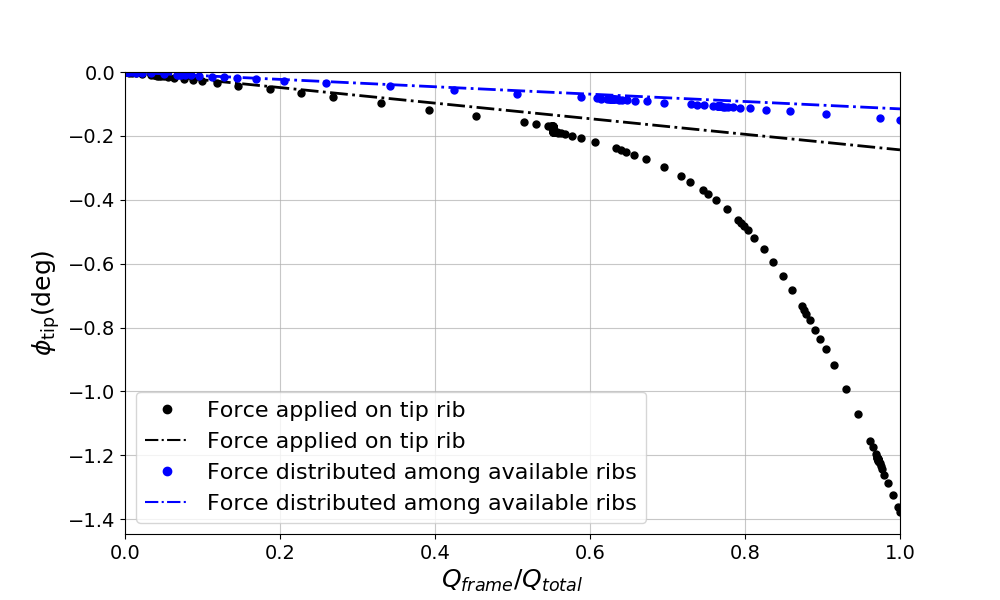 0.0
−0.2
−0.4
−0.6
−0.8
−1.0
−1.2
−1.4
ϕtip(deg)
Force applied on tip rib
Force applied on tip rib
Force distributed among available ribs
Force distributed among available ribs
0.0 0.2 0.4 0.6 0.8 1.0
Qframe/Qtotal